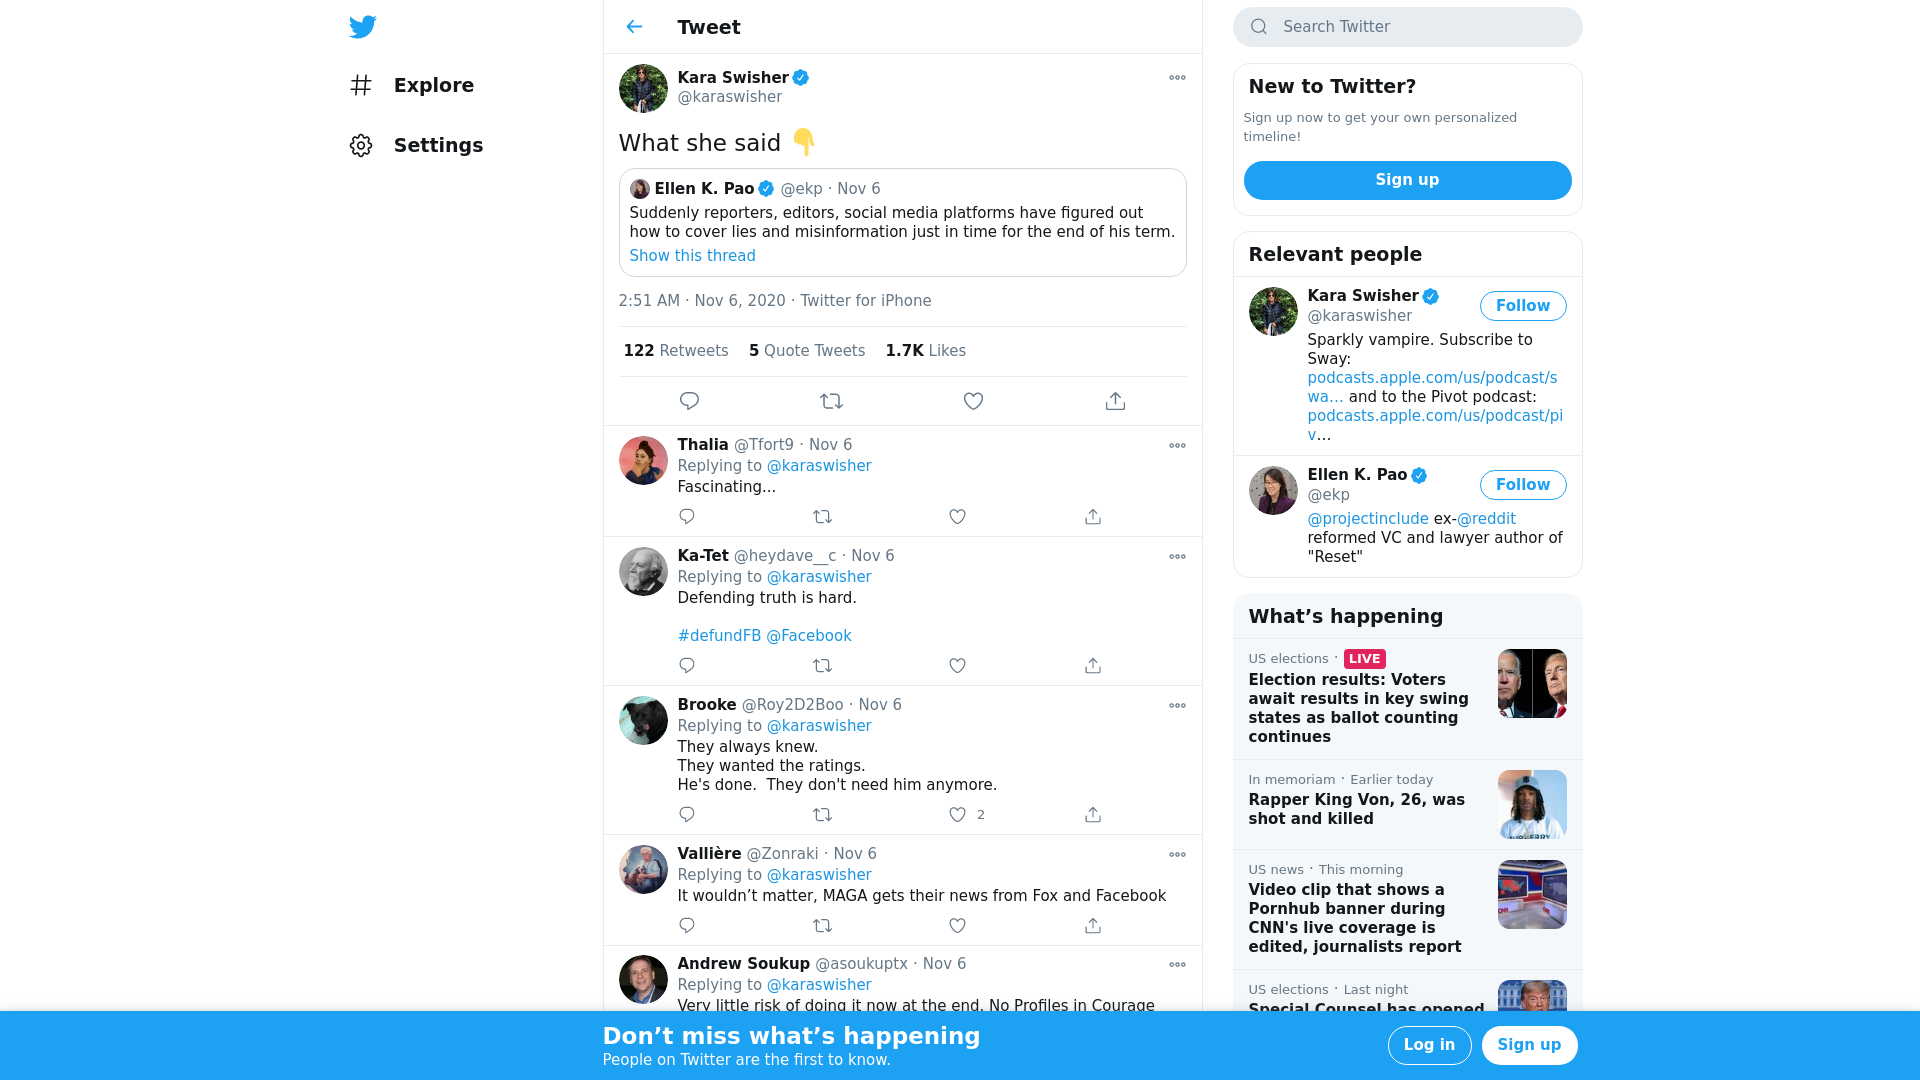 Explore
Settings
Tweet
Kara Swisher
@karaswisher
What she said 👇
Ellen K. Pao @ekp · Nov 6
Suddenly reporters, editors, social media platforms have figured out
how to cover lies and misinformation just in time for the end of his term.
Show this thread
2:51 AM · Nov 6, 2020 · Twitter for iPhone
122 Retweets 5 Quote Tweets 1.7K Likes
Thalia @Tfort9 · Nov 6
Replying to @karaswisher
Fascinating...
Ka-Tet @heydave__c · Nov 6
Replying to @karaswisher
Defending truth is hard.
#defundFB @Facebook
Brooke @Roy2D2Boo · Nov 6
Replying to @karaswisher
They always knew.
They wanted the ratings.
He's done.  They don't need him anymore.
2
Vallière @Zonraki · Nov 6
Replying to @karaswisher
It wouldn’t matter, MAGA gets their news from Fox and Facebook
Andrew Soukup @asoukuptx · Nov 6
Replying to @karaswisher
Very little risk of doing it now at the end. No Profiles in Courage
Search Twitter
New to Twitter?
Sign up now to get your own personalized
timeline!
Sign up
Relevant people
Kara Swisher
@karaswisher
Follow
Sparkly vampire. Subscribe to
Sway:
podcasts.apple.com/us/podcast/s
wa… and to the Pivot podcast:
podcasts.apple.com/us/podcast/pi
v…
Ellen K. Pao
@ekp
Follow
@projectinclude ex-@reddit
reformed VC and lawyer author of
"Reset"
What’s happening
US elections · LIVE
Election results: Voters
await results in key swing
states as ballot counting
continues
In memoriam · Earlier today
Rapper King Von, 26, was
shot and killed
US news · This morning
Video clip that shows a
Pornhub banner during
CNN's live coverage is
edited, journalists report
US elections · Last night
Special Counsel has opened
Don’t miss what’s happening
People on Twitter are the first to know.
Log in
Sign up